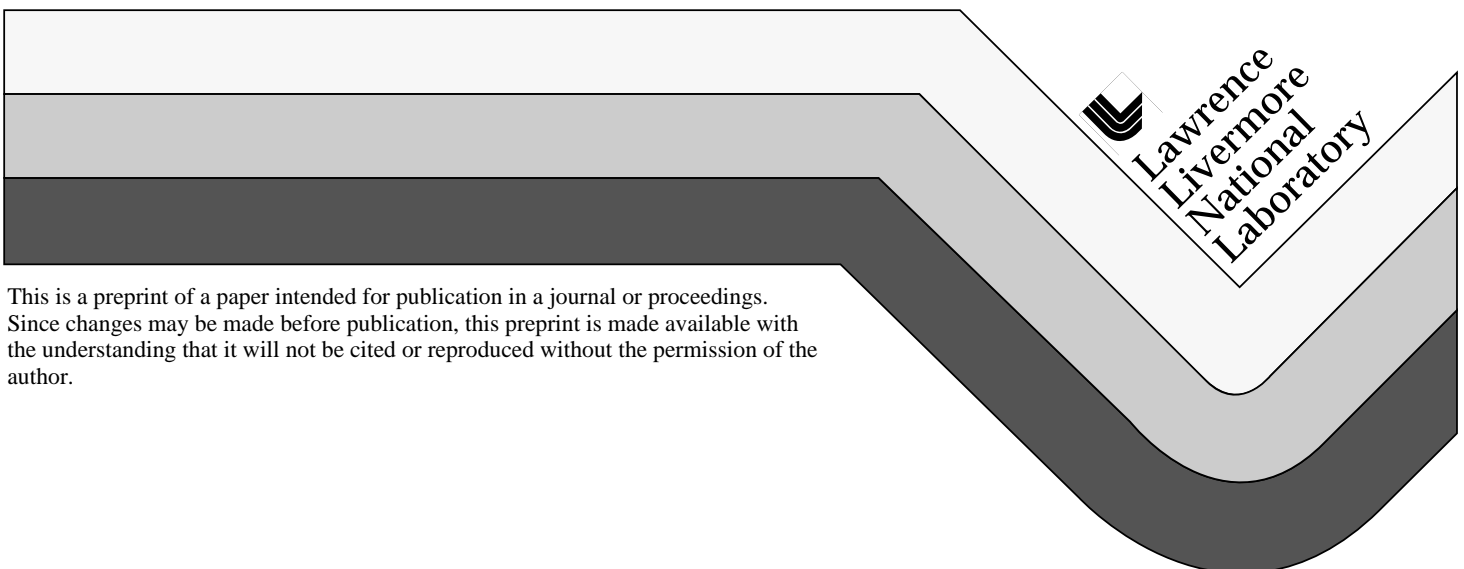 Lawrence
Livermore
National
Laboratory
This is a preprint of a paper intended for publication in a journal or proceedings.
Since changes may be made before publication, this preprint is made available with
the understanding that it will not be cited or reproduced without the permission of the
author.